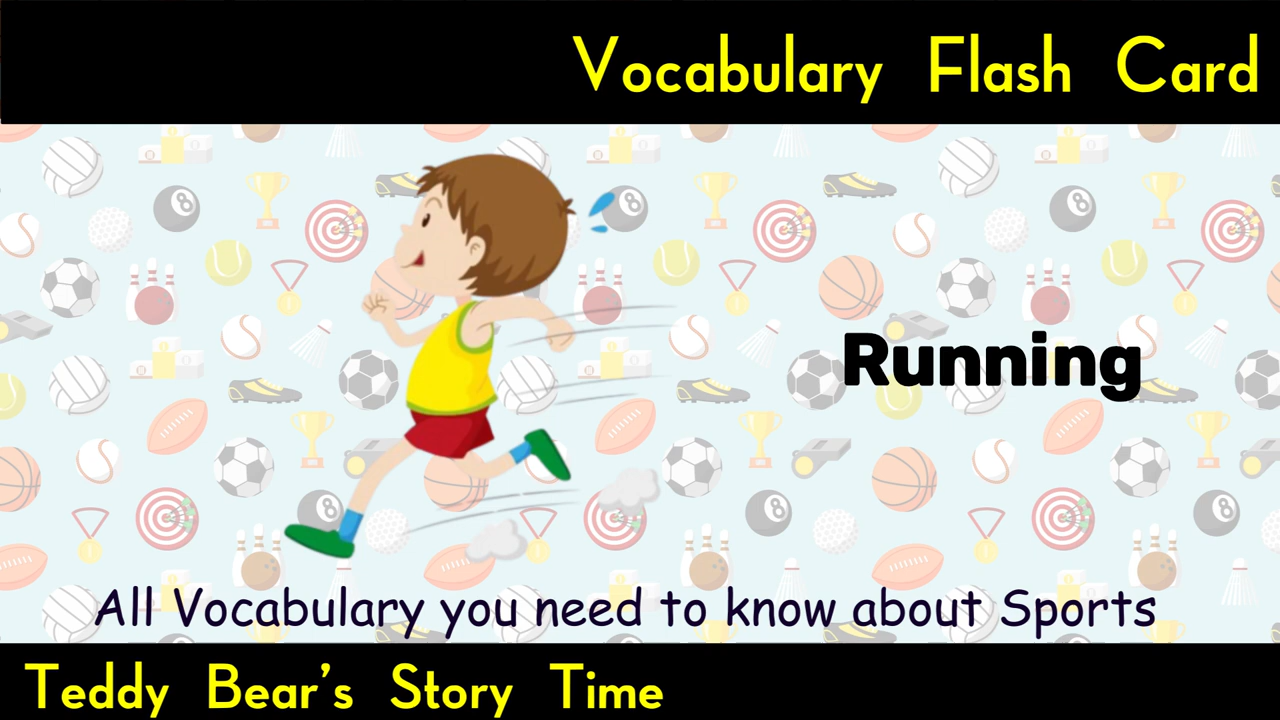 Vocabulary Flash Card
Running
All Vocabulary you need to know about Sports
Teddy Bear's Story Time